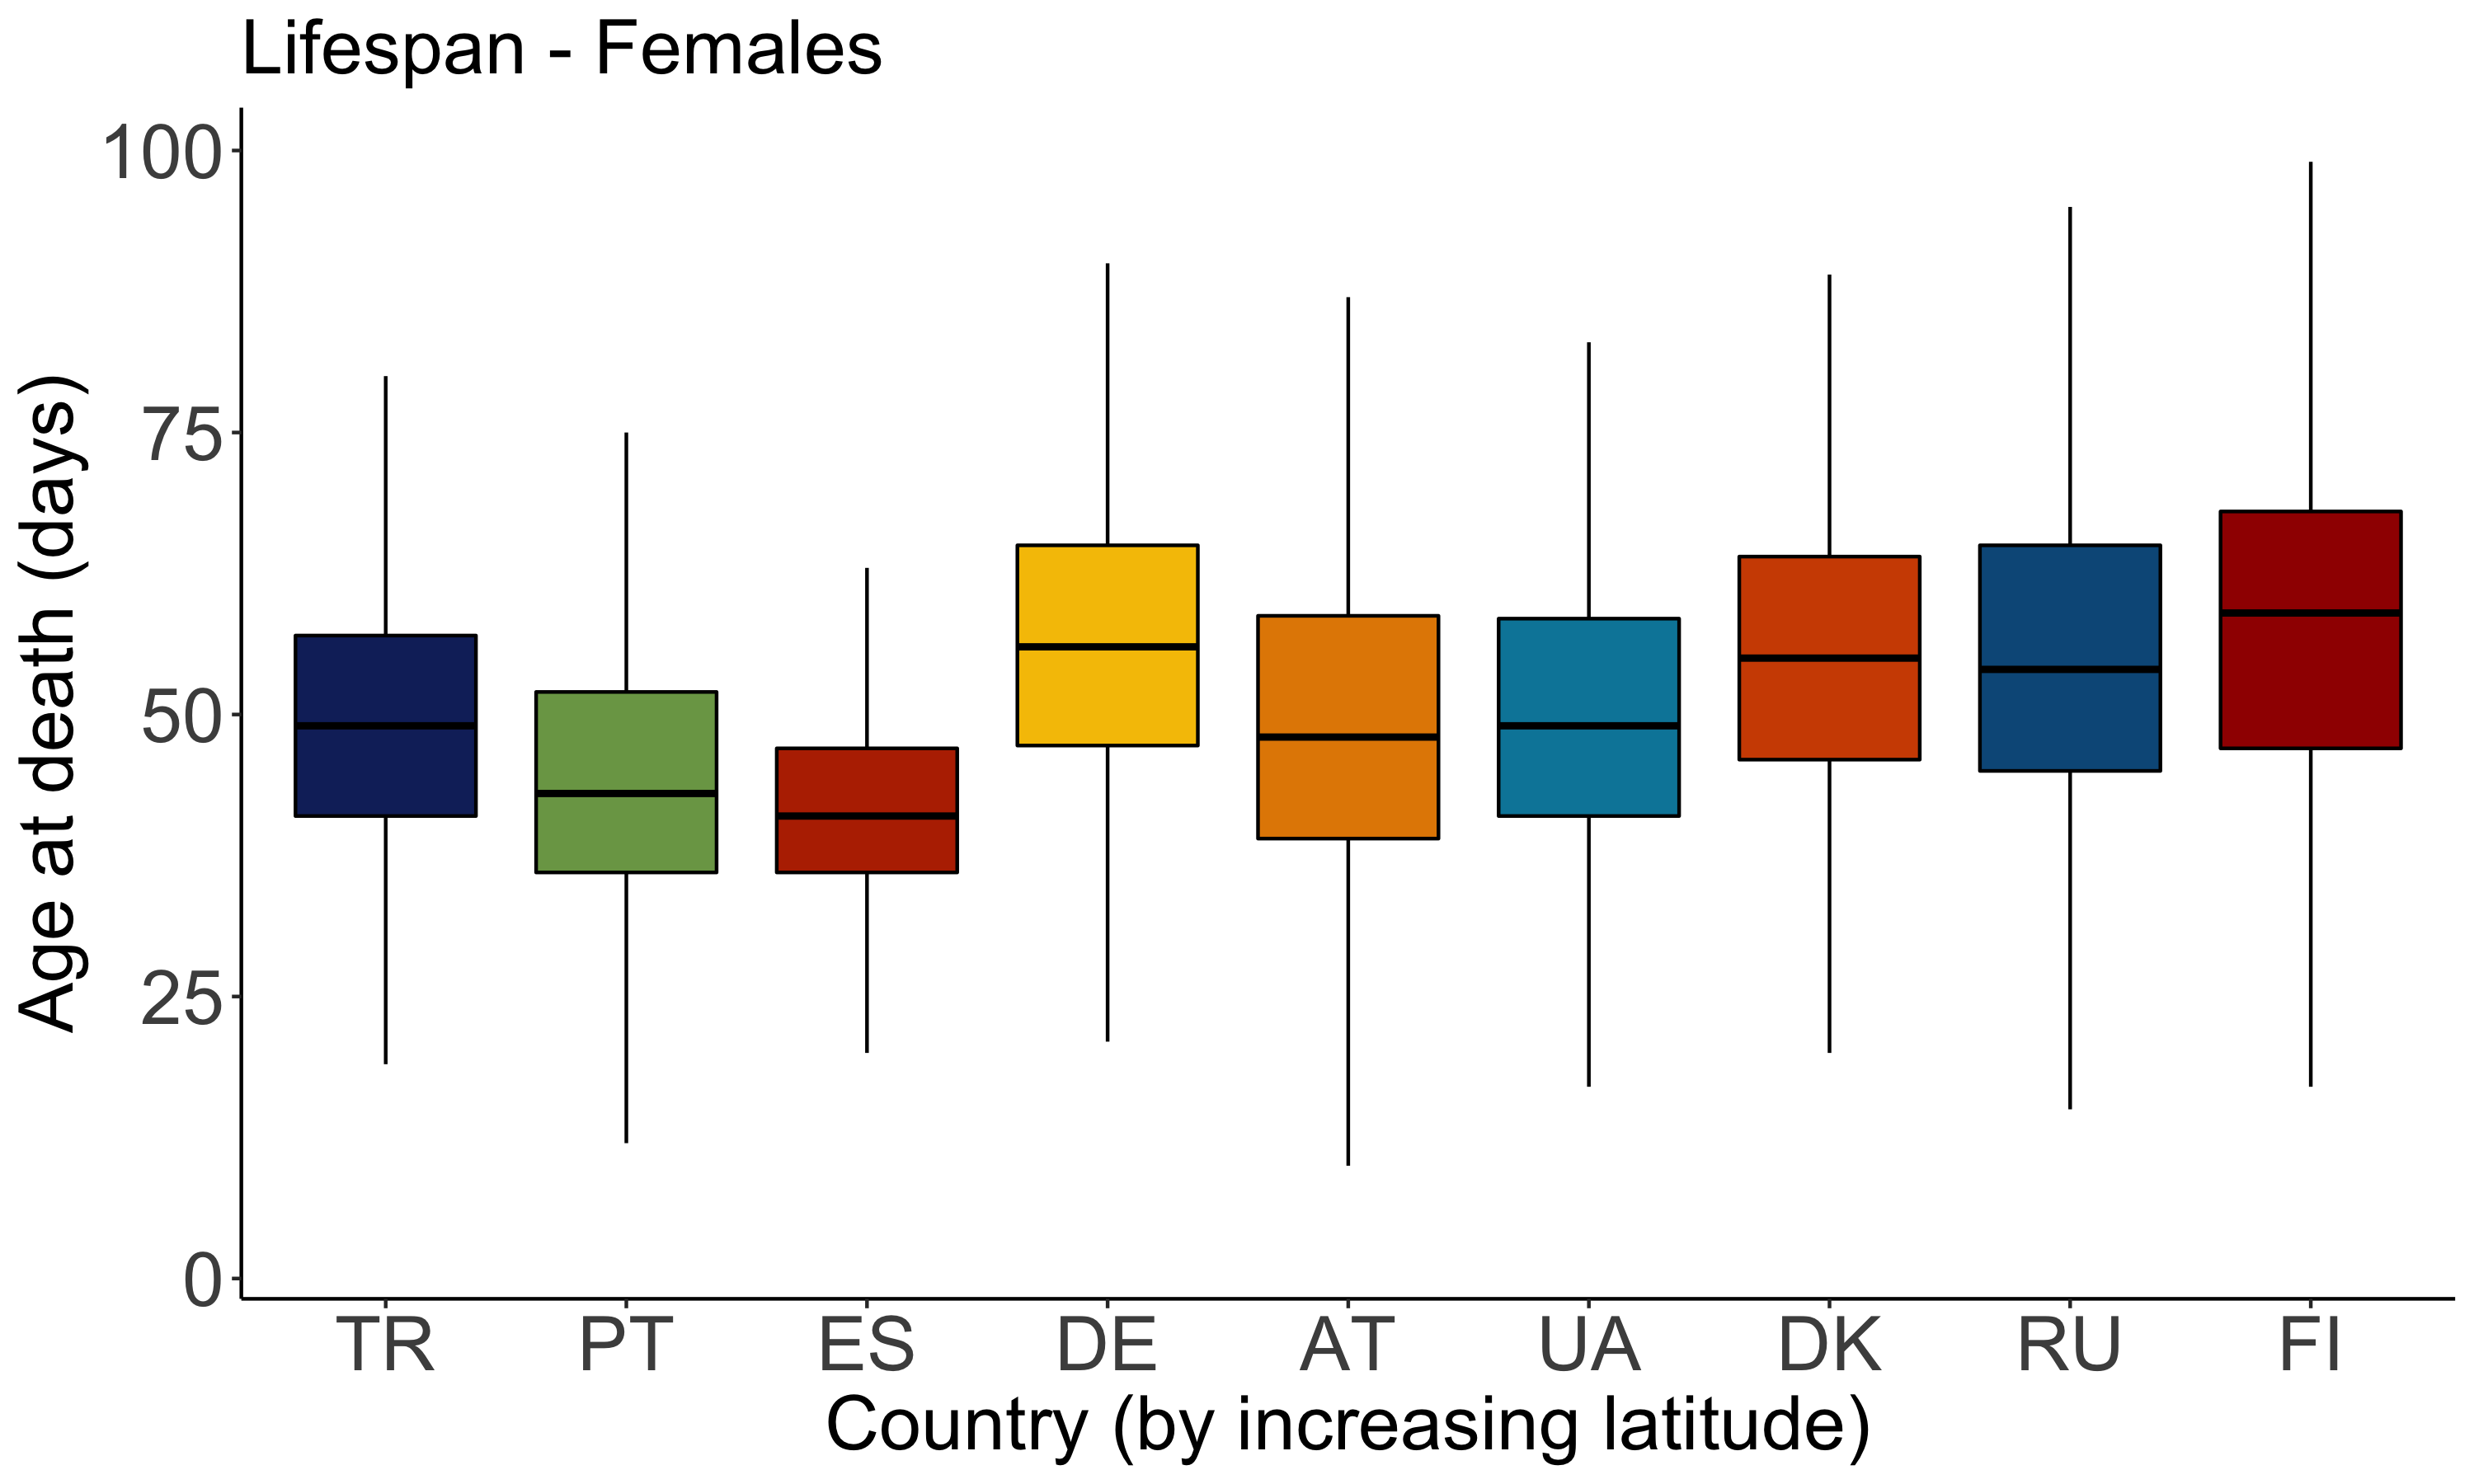 Lifespan - Females
Age at death (days)
100
75
50
25
0
TR PT ES DE AT UA DK RU FI
Country (by increasing latitude)